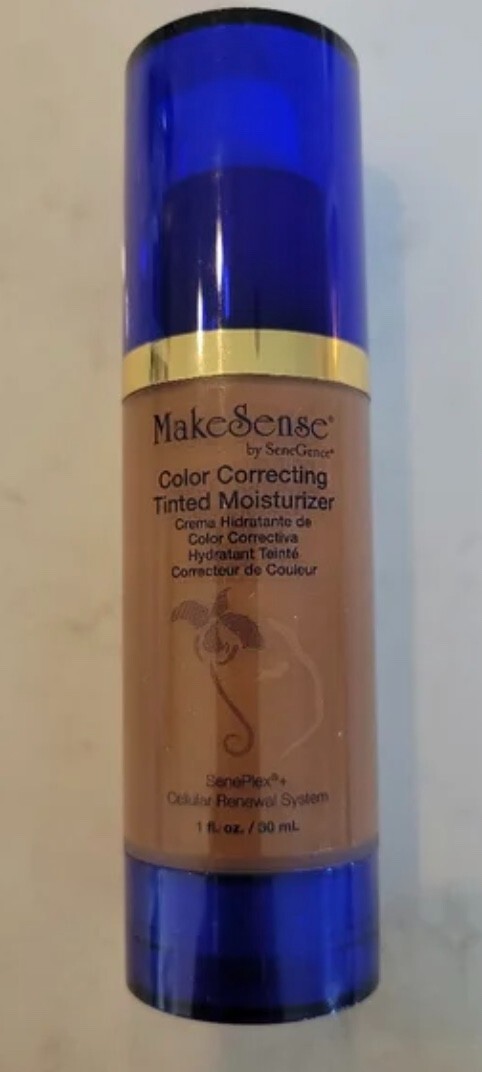 MakeSense®
by SeneGence®
Color Correcting
Tinted Moisturizer
Crema Hidratante de
Color Correctiva
Hydratant Teinté
Correcteur de Couleur
SenePlex®+
Cellular Renewal System
1 fl. oz. / 30 mL